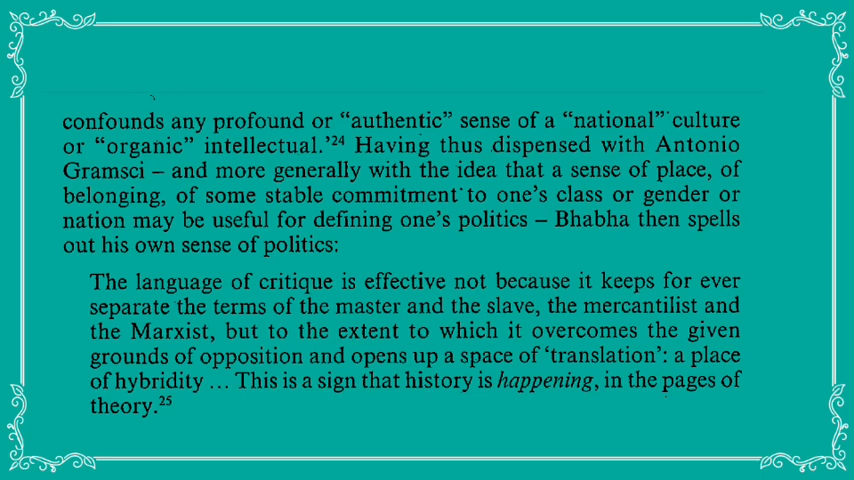 confounds any profound or “authentic” sense of a “national” culture
or “organic” intellectual.’24 Having thus dispensed with Antonio
Gramsci – and more generally with the idea that a sense of place, of
belonging, of some stable commitment to one’s class or gender or
nation may be useful for defining one’s politics – Bhabha then spells
out his own sense of politics:
The language of critique is effective not because it keeps for ever
separate the terms of the master and the slave, the mercantilist and
the Marxist, but to the extent to which it overcomes the given
grounds of opposition and opens up a space of ‘translation’: a place
of hybridity ... This is a sign that history is happening, in the pages of
theory.25